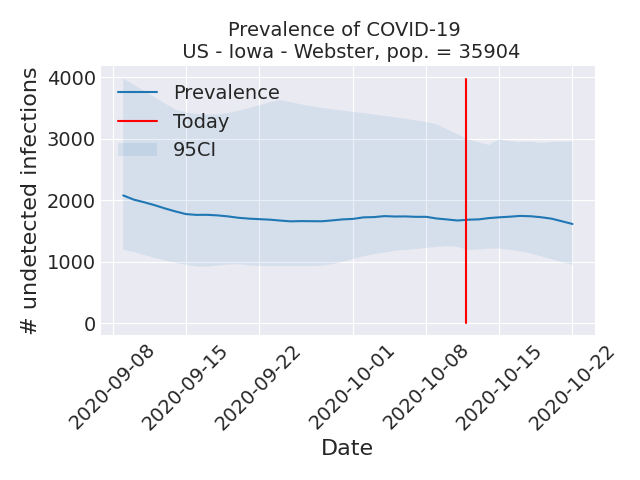 Prevalence of COVID-19
US - Iowa - Webster, pop. = 35904
# undetected infections
4000
3000
2000
1000
0
Prevalence
Today
95CI
2020-09-08
2020-09-15
2020-09-22
2020-10-01
2020-10-08
2020-10-15
2020-10-22
Date